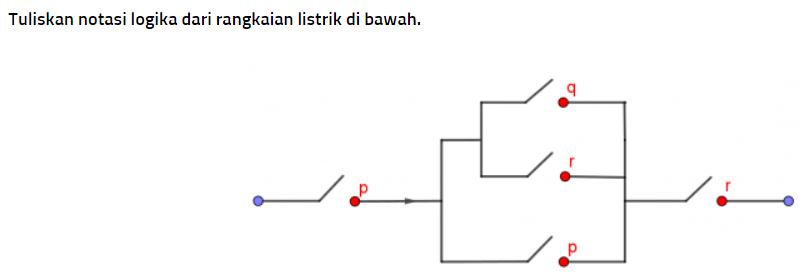 Tuliskan notasi logika dari rangkaian listrik di bawah.
q
r
p
r
p